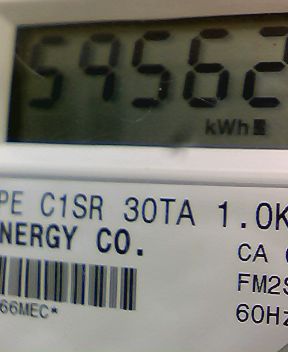 59562
kWh
PE C1SR 30TA 1.0K
NERGY CO.
CA
FM2S
66MEC*
60Hz